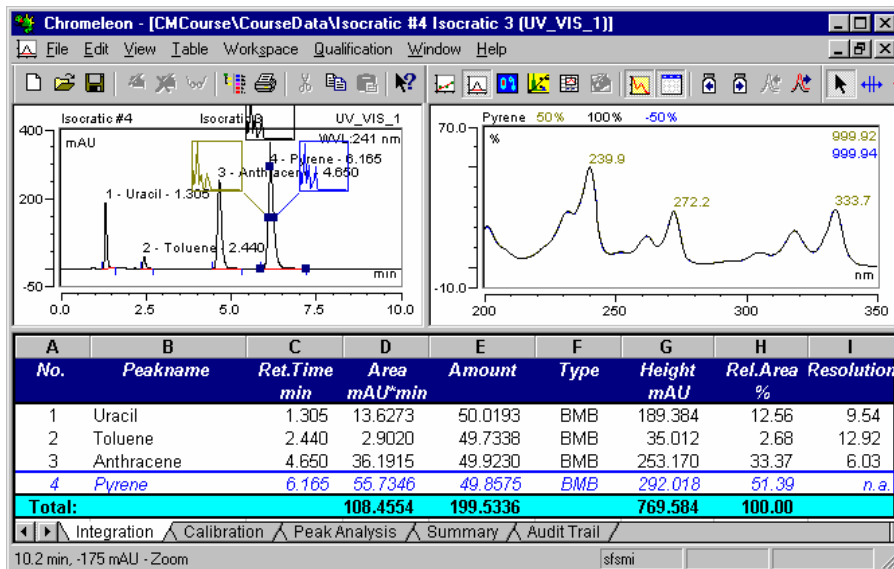 Chromeleon - [CMCourse\CourseData\Isocratic #4 Isocratic 3 (UV_VIS_1)]
File Edit View Table Workspace Qualification Window Help
Isocratic #4 UV_VIS_1
400
mAU
WVL:241 nm
4 - Pyrene - 6.165
3 - Anthracene - 4.650
200
1 - Uracil - 1.305
2 - Toluene - 2.440
min
-50
0.0 2.5 5.0 7.5 10.0
Pyrene 50% 100% -50%
70.0
%
999.92
999.94
239.9
272.2
333.7
nm
-10.0
200 250 300 350
A B C D E F G H I
No. Peakname Ret.Time Area Amount Type Height Rel.Area Resolution
min mAU*min mAU %
1 Uracil 1.305 13.6273 50.0193 BMB 189.384 12.56 9.54
2 Toluene 2.440 2.9020 49.7338 BMB 35.012 2.68 12.92
3 Anthracene 4.650 36.1915 49.9230 BMB 253.170 33.37 6.03
4 Pyrene 6.165 55.7346 49.8575 BMB 292.018 51.39 n.a.
Total: 108.4554 199.5336 769.584 100.00
Integration Calibration Peak Analysis Summary Audit Trail
10.2 min, -175 mAU - Zoom sfsmi